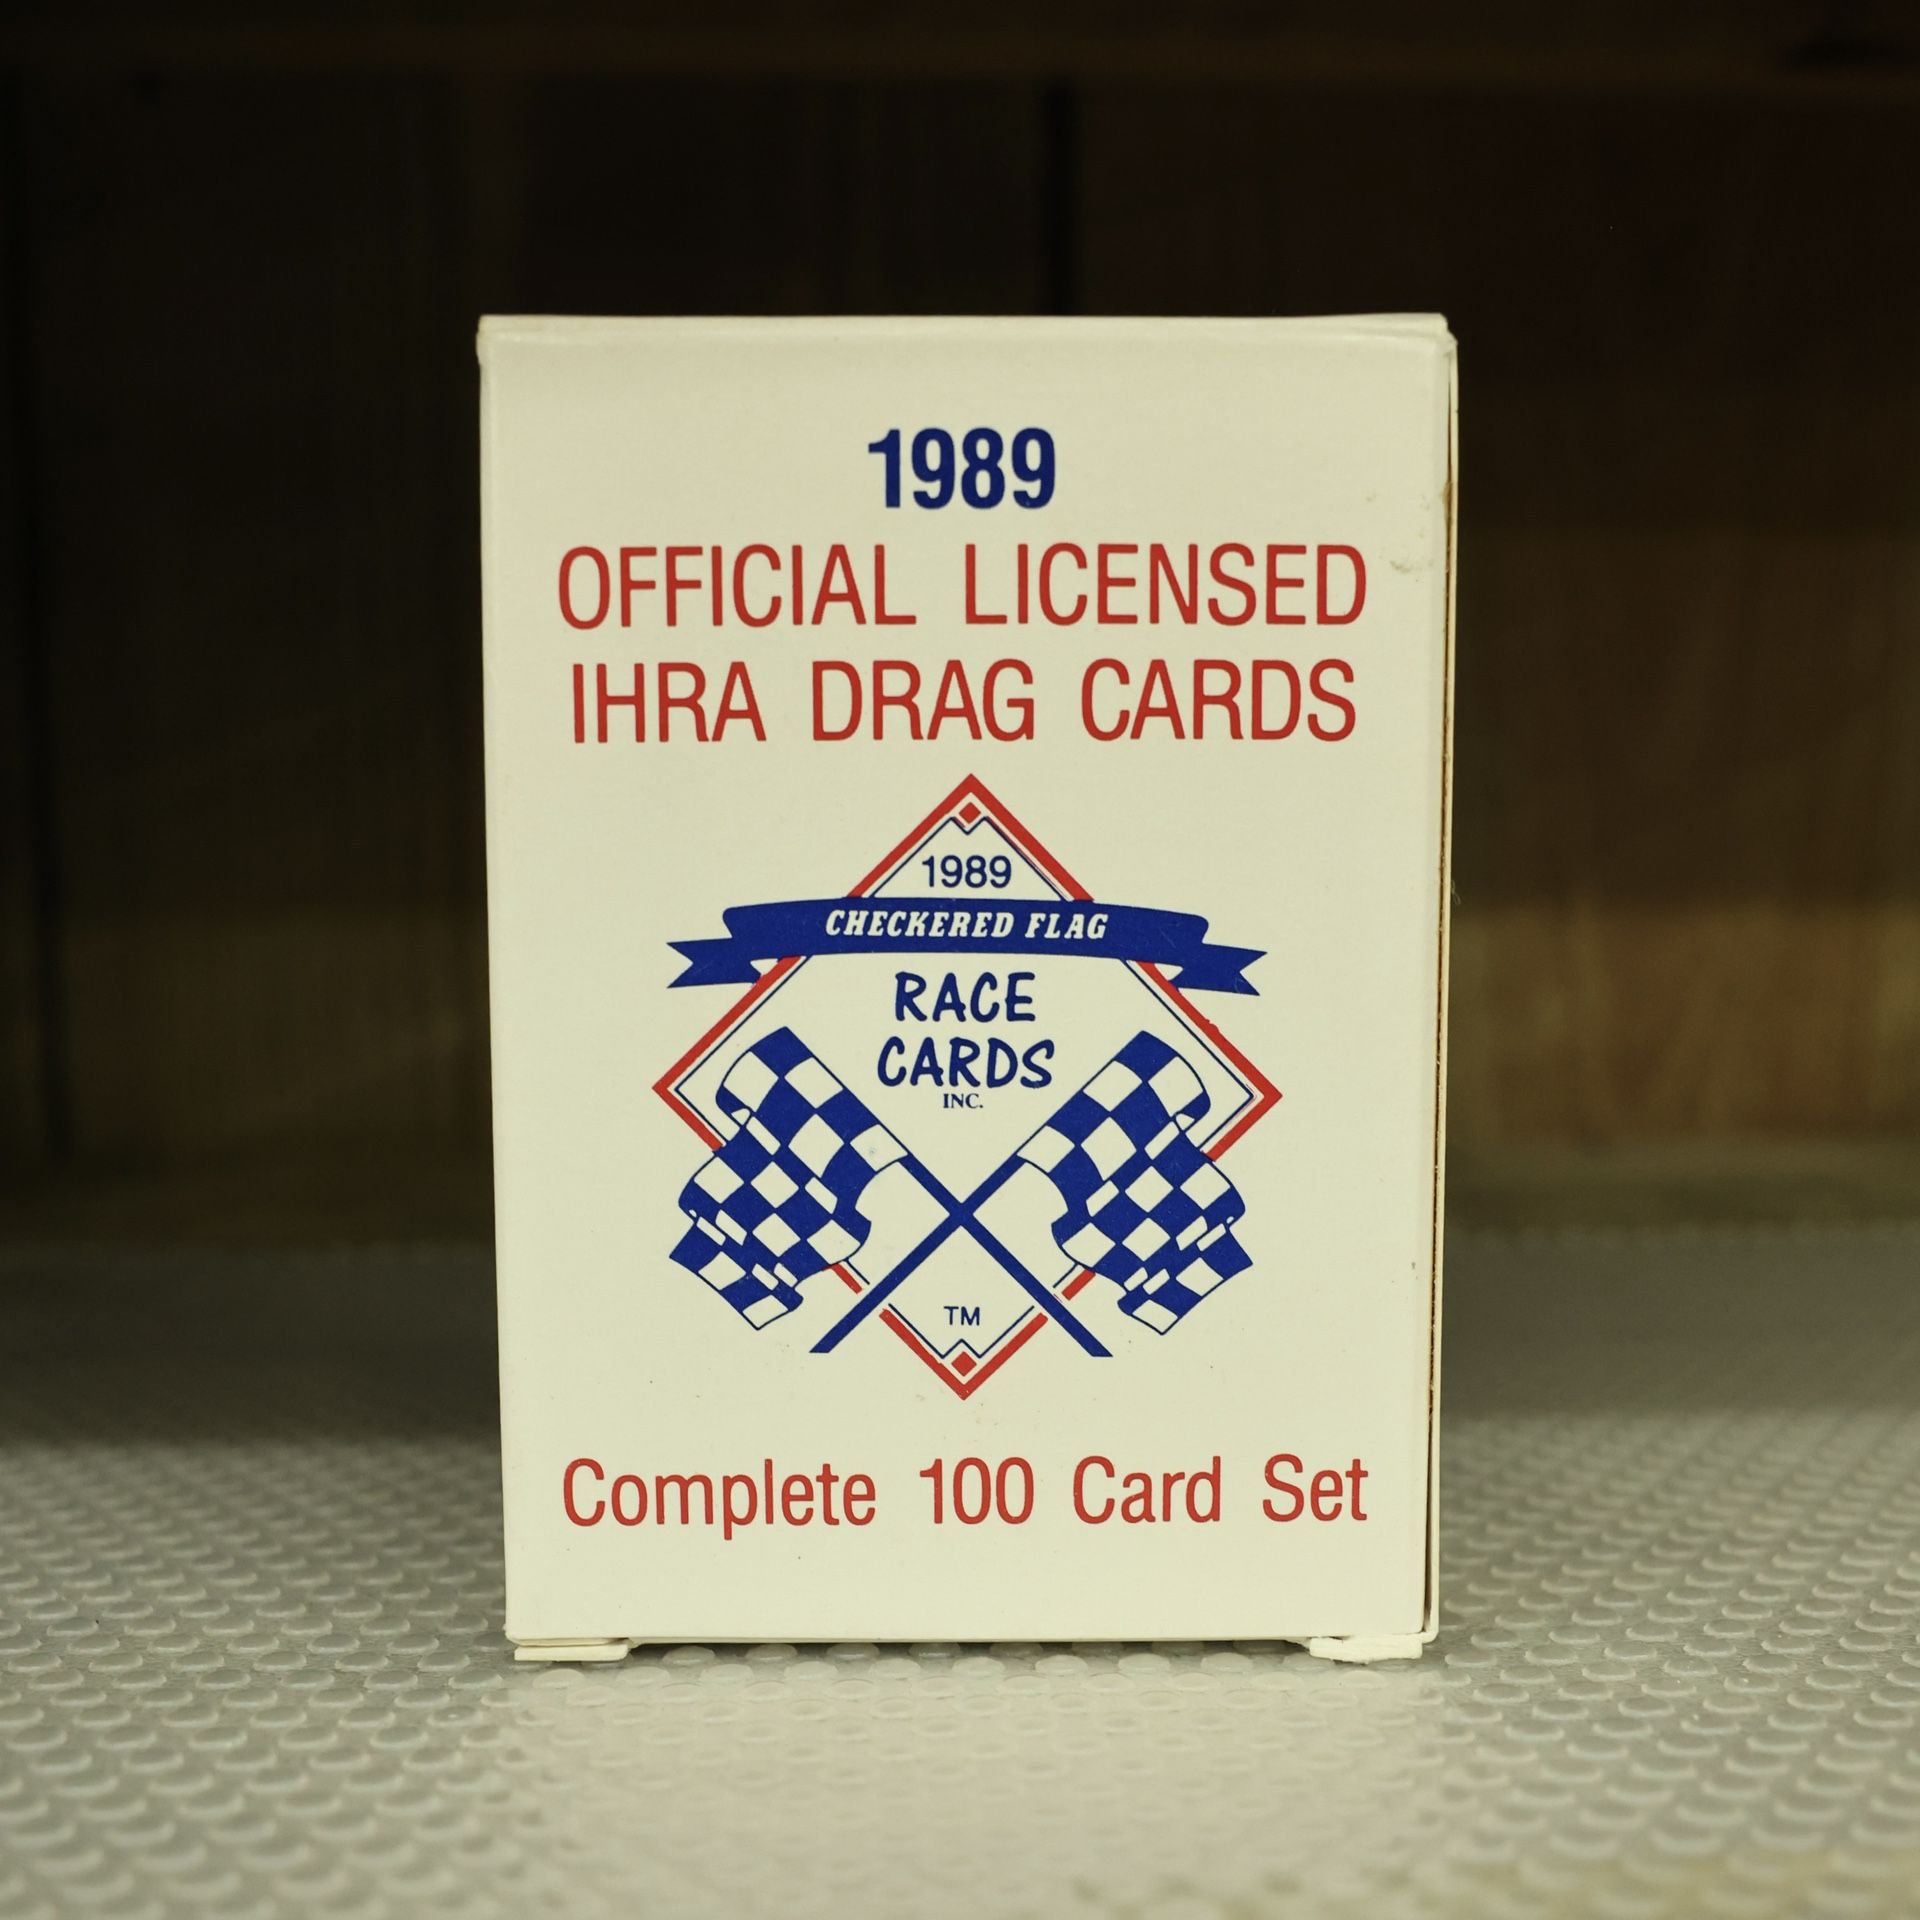 1989
OFFICIAL LICENSED
IHRA DRAG CARDS
1989
CHECKERED FLAG
RACE
CARDS
INC.
TM
Complete 100 Card Set